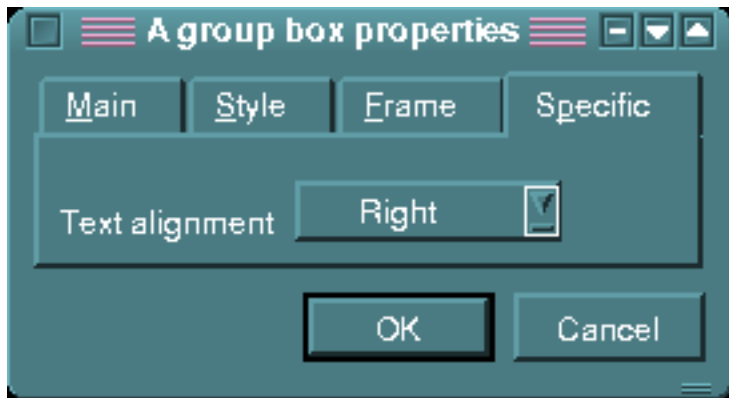 A group box properties
Main Style Frame Specific
Text alignment Right
OK Cancel